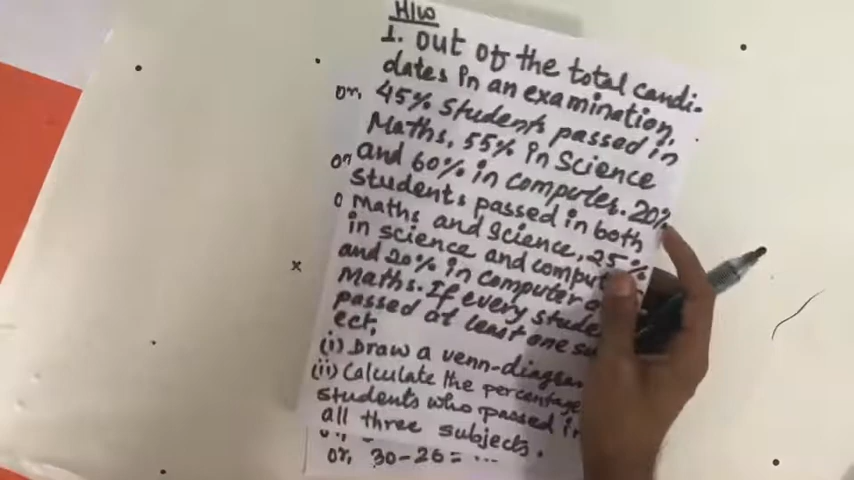 H/W
1. Out of the total candi-
dates in an examination,
45% students passed in
Maths, 55% in Science
and 60% in computer. 20%
students passed in both
Maths and Science, 25%
in science and
and 20% in computer
Maths. If every
passed at least one
ect,
(i) Draw a venn-diagram
(ii) Calculate the percentage
students who passed in
all three subjects.
or, 30-26= ...
or,
or